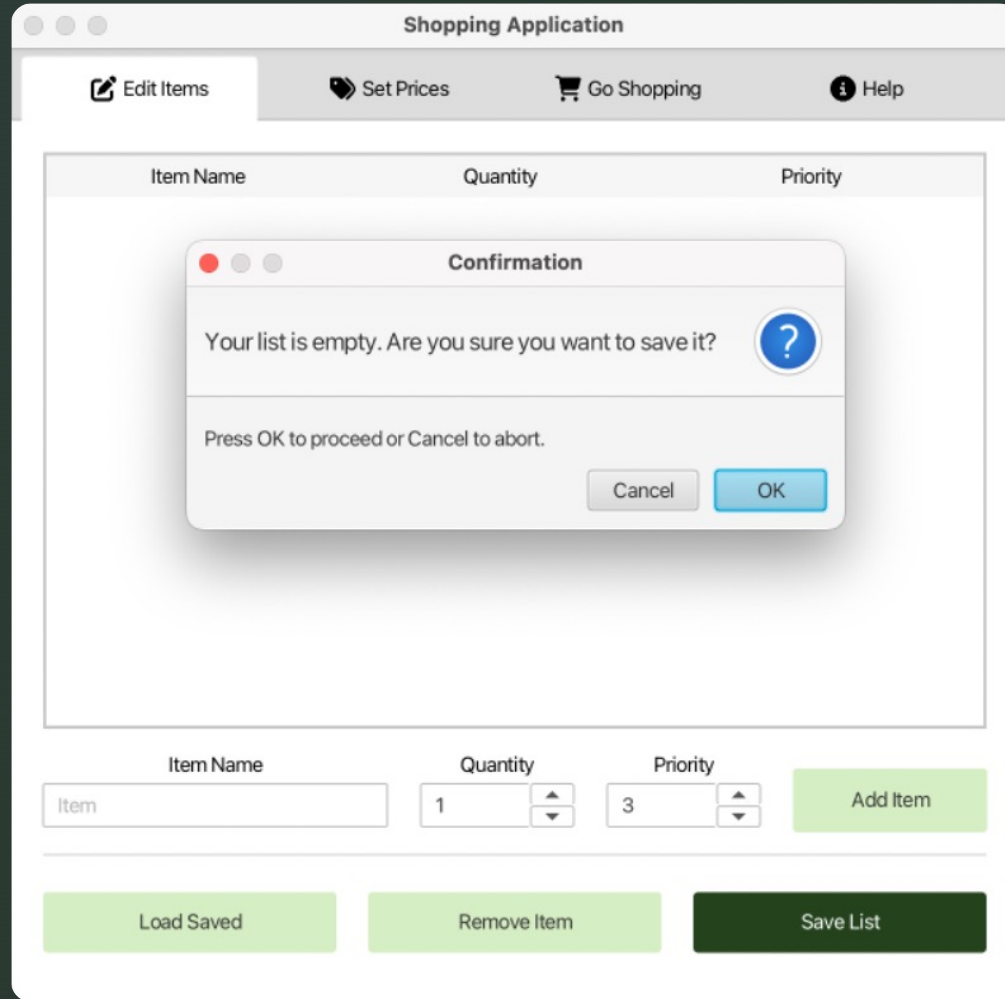 Shopping Application
Edit Items Set Prices Go Shopping Help
Item Name Quantity Priority
Confirmation
Your list is empty. Are you sure you want to save it?
?
Press OK to proceed or Cancel to abort.
Cancel OK
Item Name Quantity Priority
Item 1 3 Add Item
Load Saved Remove Item Save List